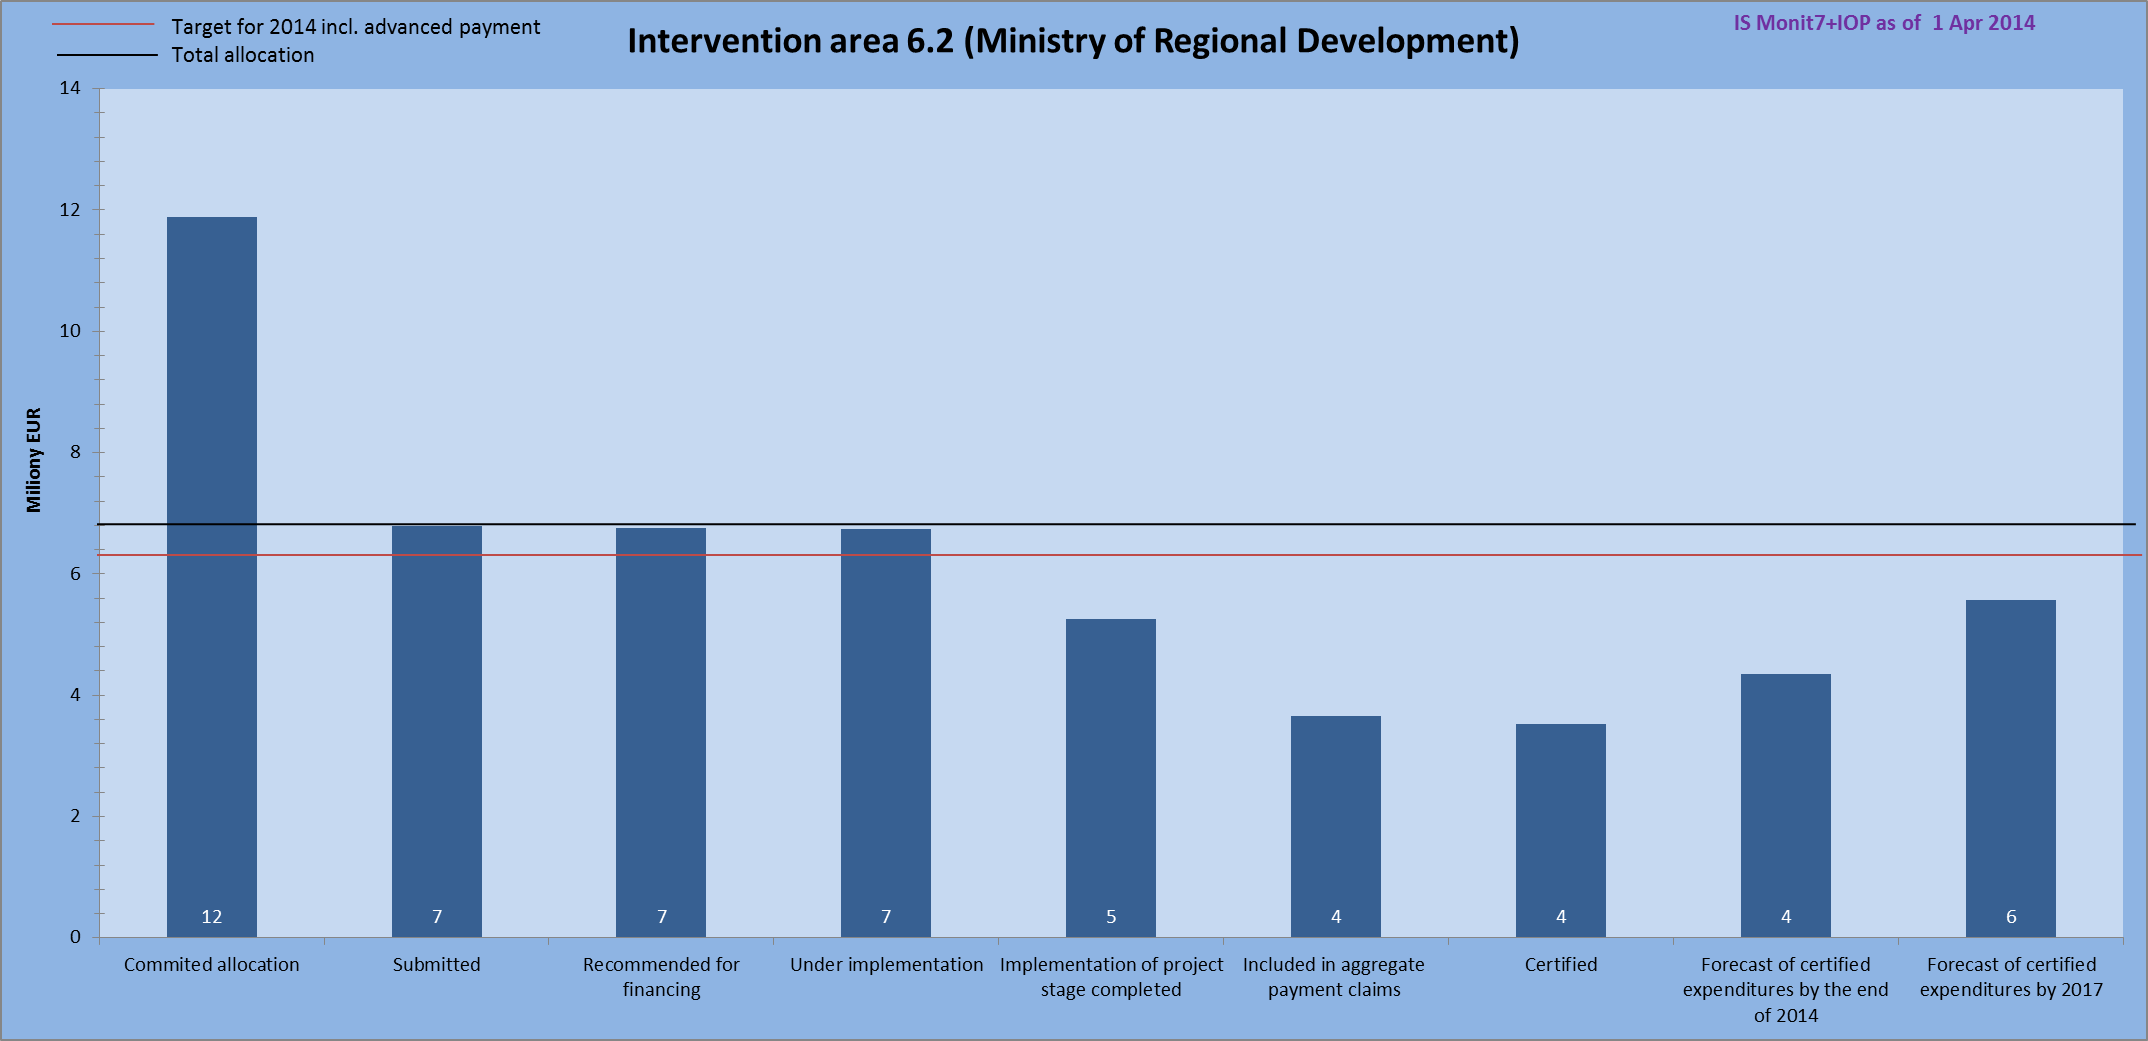 Target for 2014 incl. advanced payment
Total allocation
Intervention area 6.2 (Ministry of Regional Development)
IS Monit7+IOP as of 1 Apr 2014
Miliony EUR
14
12
10
8
6
4
2
0
12
7
7
7
5
4
4
4
6
Commited allocation
Submitted
Recommended for
financing
Under implementation
Implementation of project
stage completed
Included in aggregate
payment claims
Certified
Forecast of certified
expenditures by the end
of 2014
Forecast of certified
expenditures by 2017